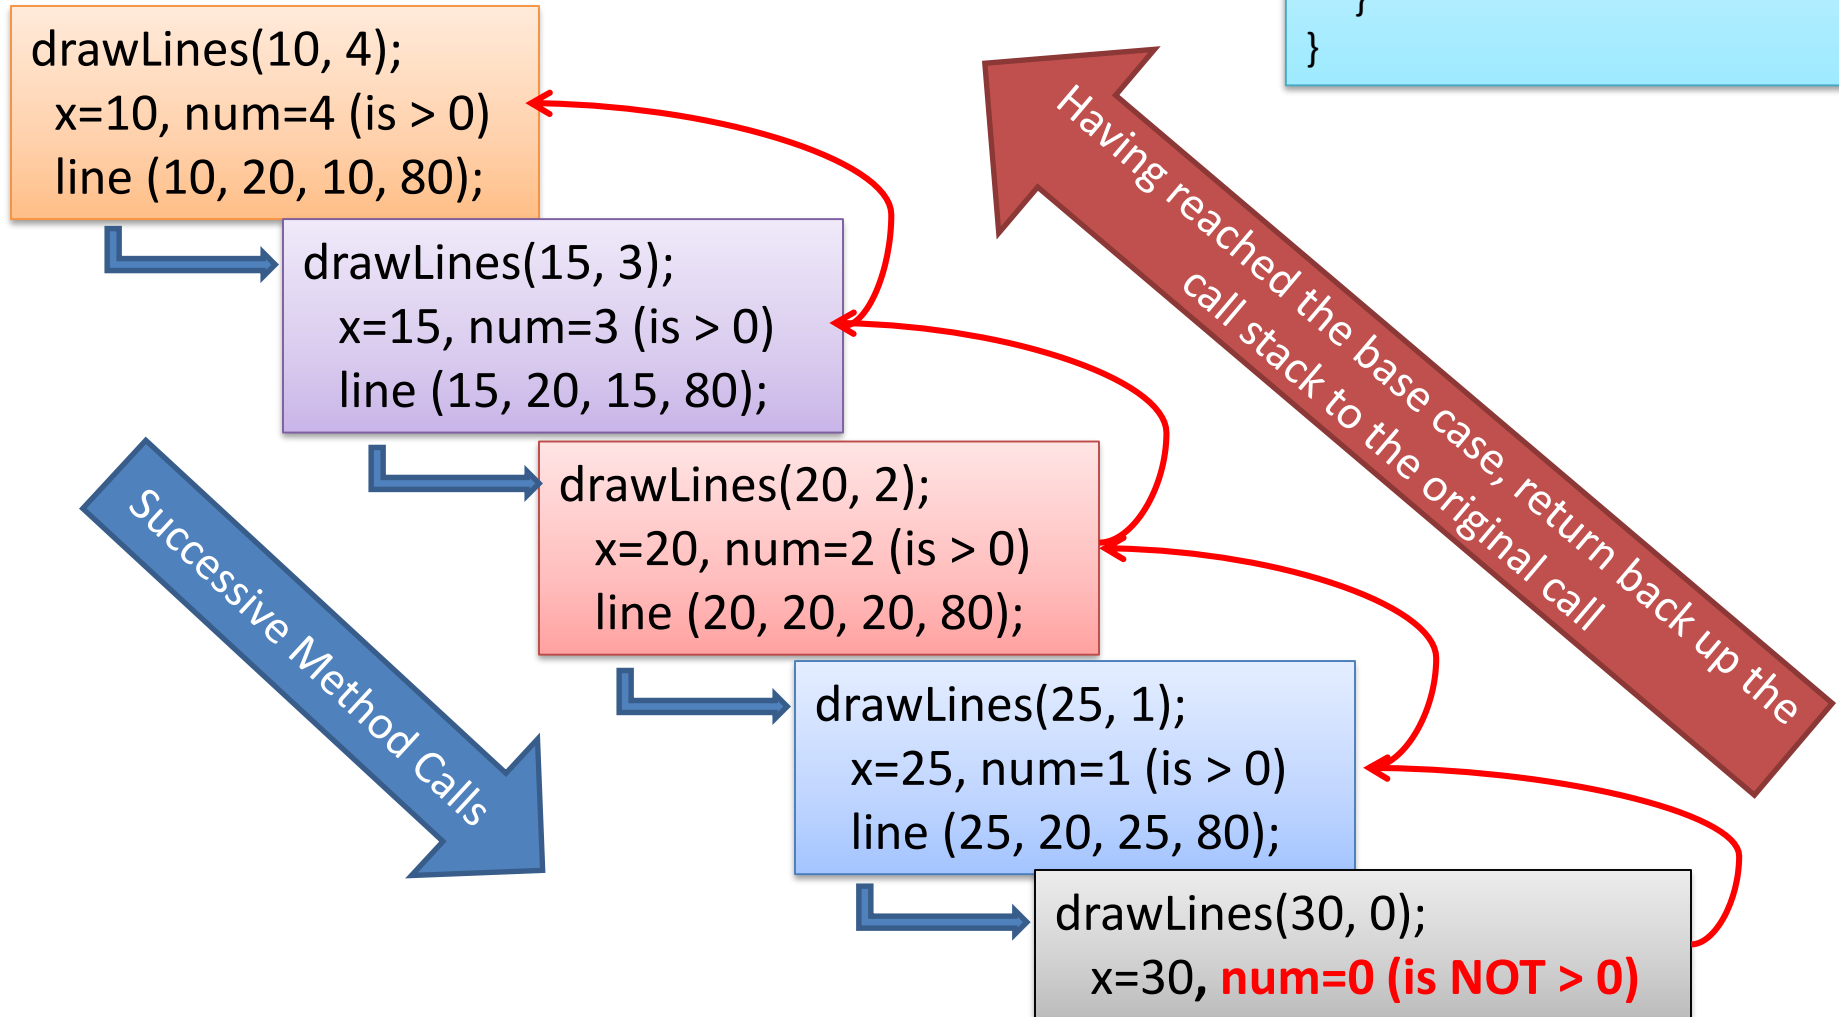 }
}
drawLines(10, 4);
x=10, num=4 (is > 0)
line (10, 20, 10, 80);
drawLines(15, 3);
x=15, num=3 (is > 0)
line (15, 20, 15, 80);
drawLines(20, 2);
x=20, num=2 (is > 0)
line (20, 20, 20, 80);
drawLines(25, 1);
x=25, num=1 (is > 0)
line (25, 20, 25, 80);
drawLines(30, 0);
x=30, num=0 (is NOT > 0)
Successive Method Calls
Having reached the base case, return back up the
call stack to the original call